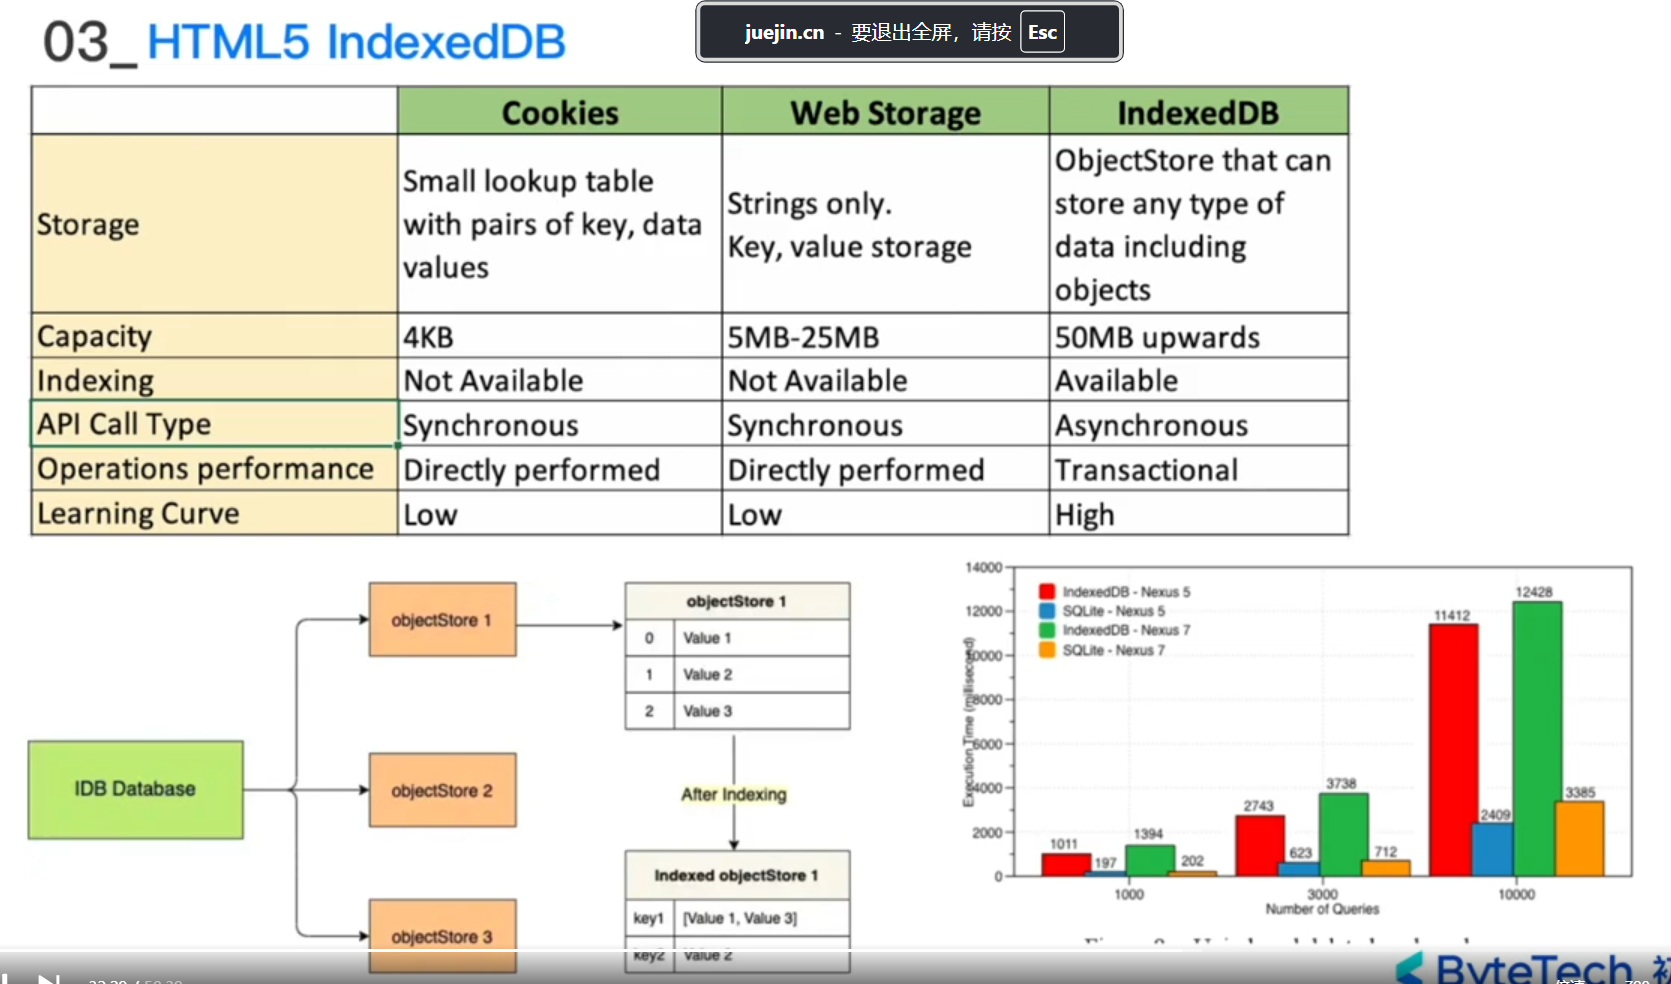 03_ HTML5 IndexedDB
juejin.cn - 要退出全屏，请按 Esc
Cookies Web Storage IndexedDB
Storage
Small lookup table
with pairs of key, data
values
Strings only.
Key, value storage
ObjectStore that can
store any type of
data including
objects
Capacity 4KB 5MB-25MB 50MB upwards
Indexing Not Available Not Available Available
API Call Type Synchronous Synchronous Asynchronous
Operations performance Directly performed Directly performed Transactional
Learning Curve Low Low High
IDB Database
objectStore 1
objectStore 2
objectStore 3
objectStore 1
0 Value 1
1 Value 2
2 Value 3
After Indexing
Indexed objectStore 1
key1 [Value 1, Value 3]
key2 Value 2
IndexedDB - Nexus 5
SQLite - Nexus 5
IndexedDB - Nexus 7
SQLite - Nexus 7
Execution Time (millisecond)
14000
12000
10000
8000
6000
4000
2000
0
1011 197 1394 202
2743 623 3738 712
11412 2409 12428 3385
1000 3000 10000
Number of Queries
ByteTech